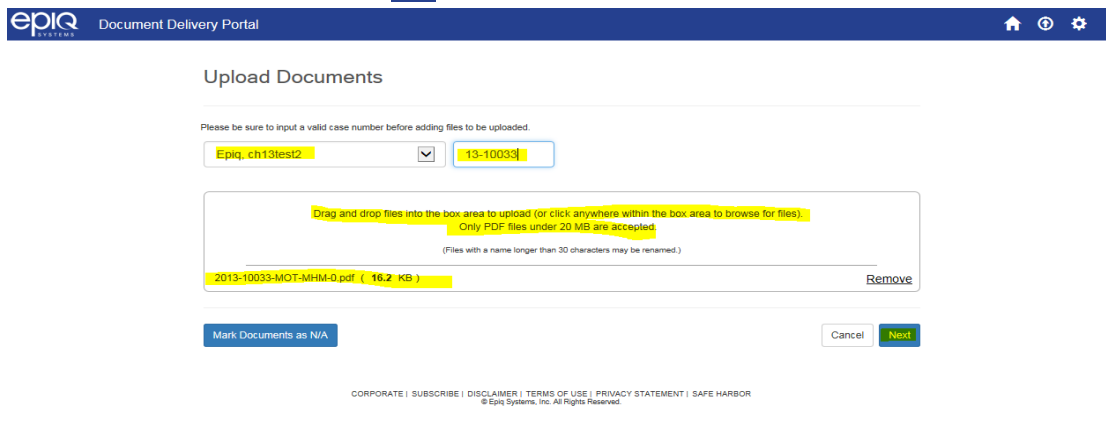 epiq
SYSTEMS
Document Delivery Portal
Upload Documents
Please be sure to input a valid case number before adding files to be uploaded.
Epiq, ch13test2
13-10033
Drag and drop files into the box area to upload (or click anywhere within the box area to browse for files).
Only PDF files under 20 MB are accepted.
(Files with a name longer than 30 characters may be renamed.)
2013-10033-MOT-MHM-0.pdf ( 16.2 KB )
Remove
Mark Documents as N/A
Cancel
Next
CORPORATE | SUBSCRIBE | DISCLAIMER | TERMS OF USE | PRIVACY STATEMENT | SAFE HARBOR
© Epiq Systems, Inc. All Rights Reserved.